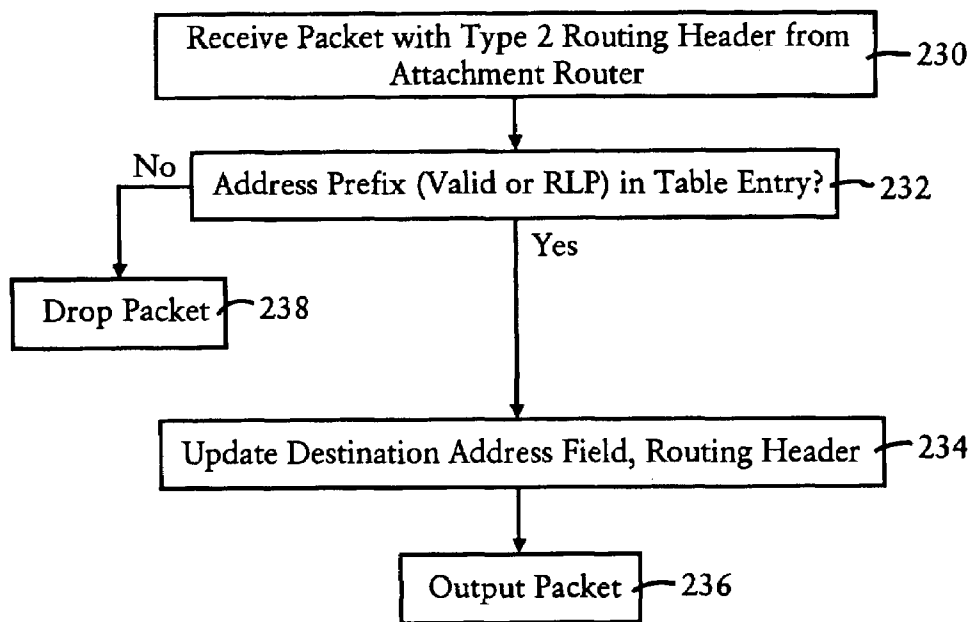 Receive Packet with Type 2 Routing Header from
Attachment Router
230
No
Address Prefix (Valid or RLP) in Table Entry?
232
Yes
Drop Packet
238
Update Destination Address Field, Routing Header
234
Output Packet
236